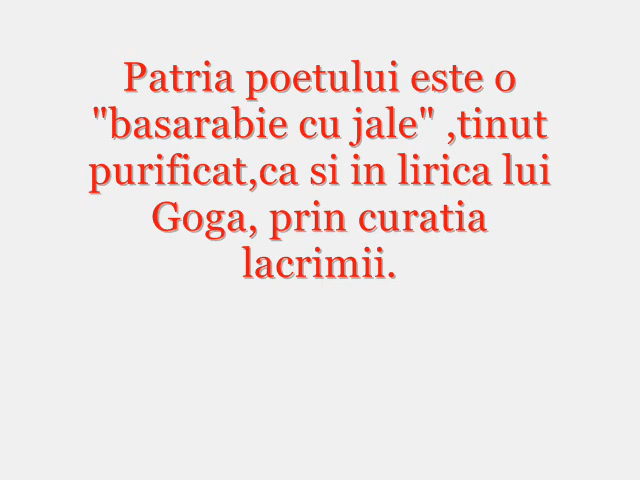 Patria poetului este o
"basarabie cu jale" ,tinut
purificat,ca si in lirica lui
Goga, prin curatia
lacrimii.